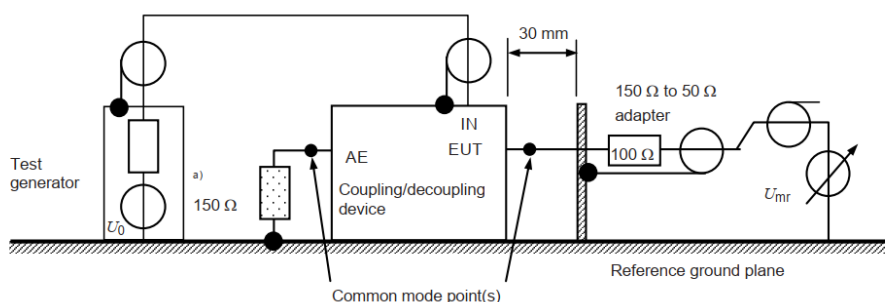 30 mm
150 Ω to 50 Ω
adapter
IN
EUT
100 Ω
AE
Test
generator
a)
150 Ω
Coupling/decoupling
device
U0
Umr
Reference ground plane
Common mode point(s)